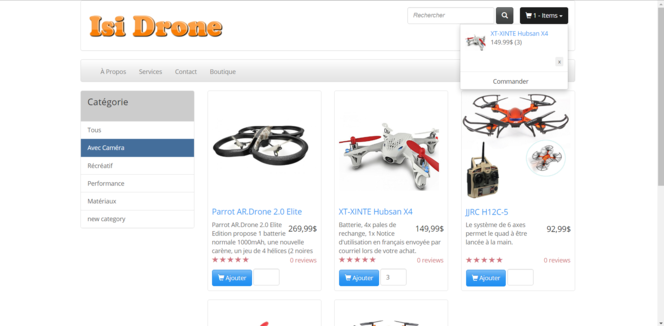 Isi Drone
Rechercher
1 - Items
XT-XINTE Hubsan X4
149.99$ (3)
x
Commander
À Propos Services Contact Boutique
Catégorie
Tous
Avec Caméra
Récréatif
Performance
Matériaux
new category
Parrot AR.Drone 2.0 Elite
Parrot AR.Drone 2.0 Elite
Edition propose 1 batterie
normale 1000mAh, une nouvelle
carène, un jeu de 4 hélices (2 noires
269,99$
0 reviews
Ajouter
XT-XINTE Hubsan X4
Batterie, 4x pales de
rechange, 1x Notice
d'utilisation en français envoyée par
courriel lors de votre achat.
149,99$
0 reviews
Ajouter 3
JJRC H12C-5
Le système de 6 axes
permet le quad à être
lancée à la main.
92,99$
0 reviews
Ajouter